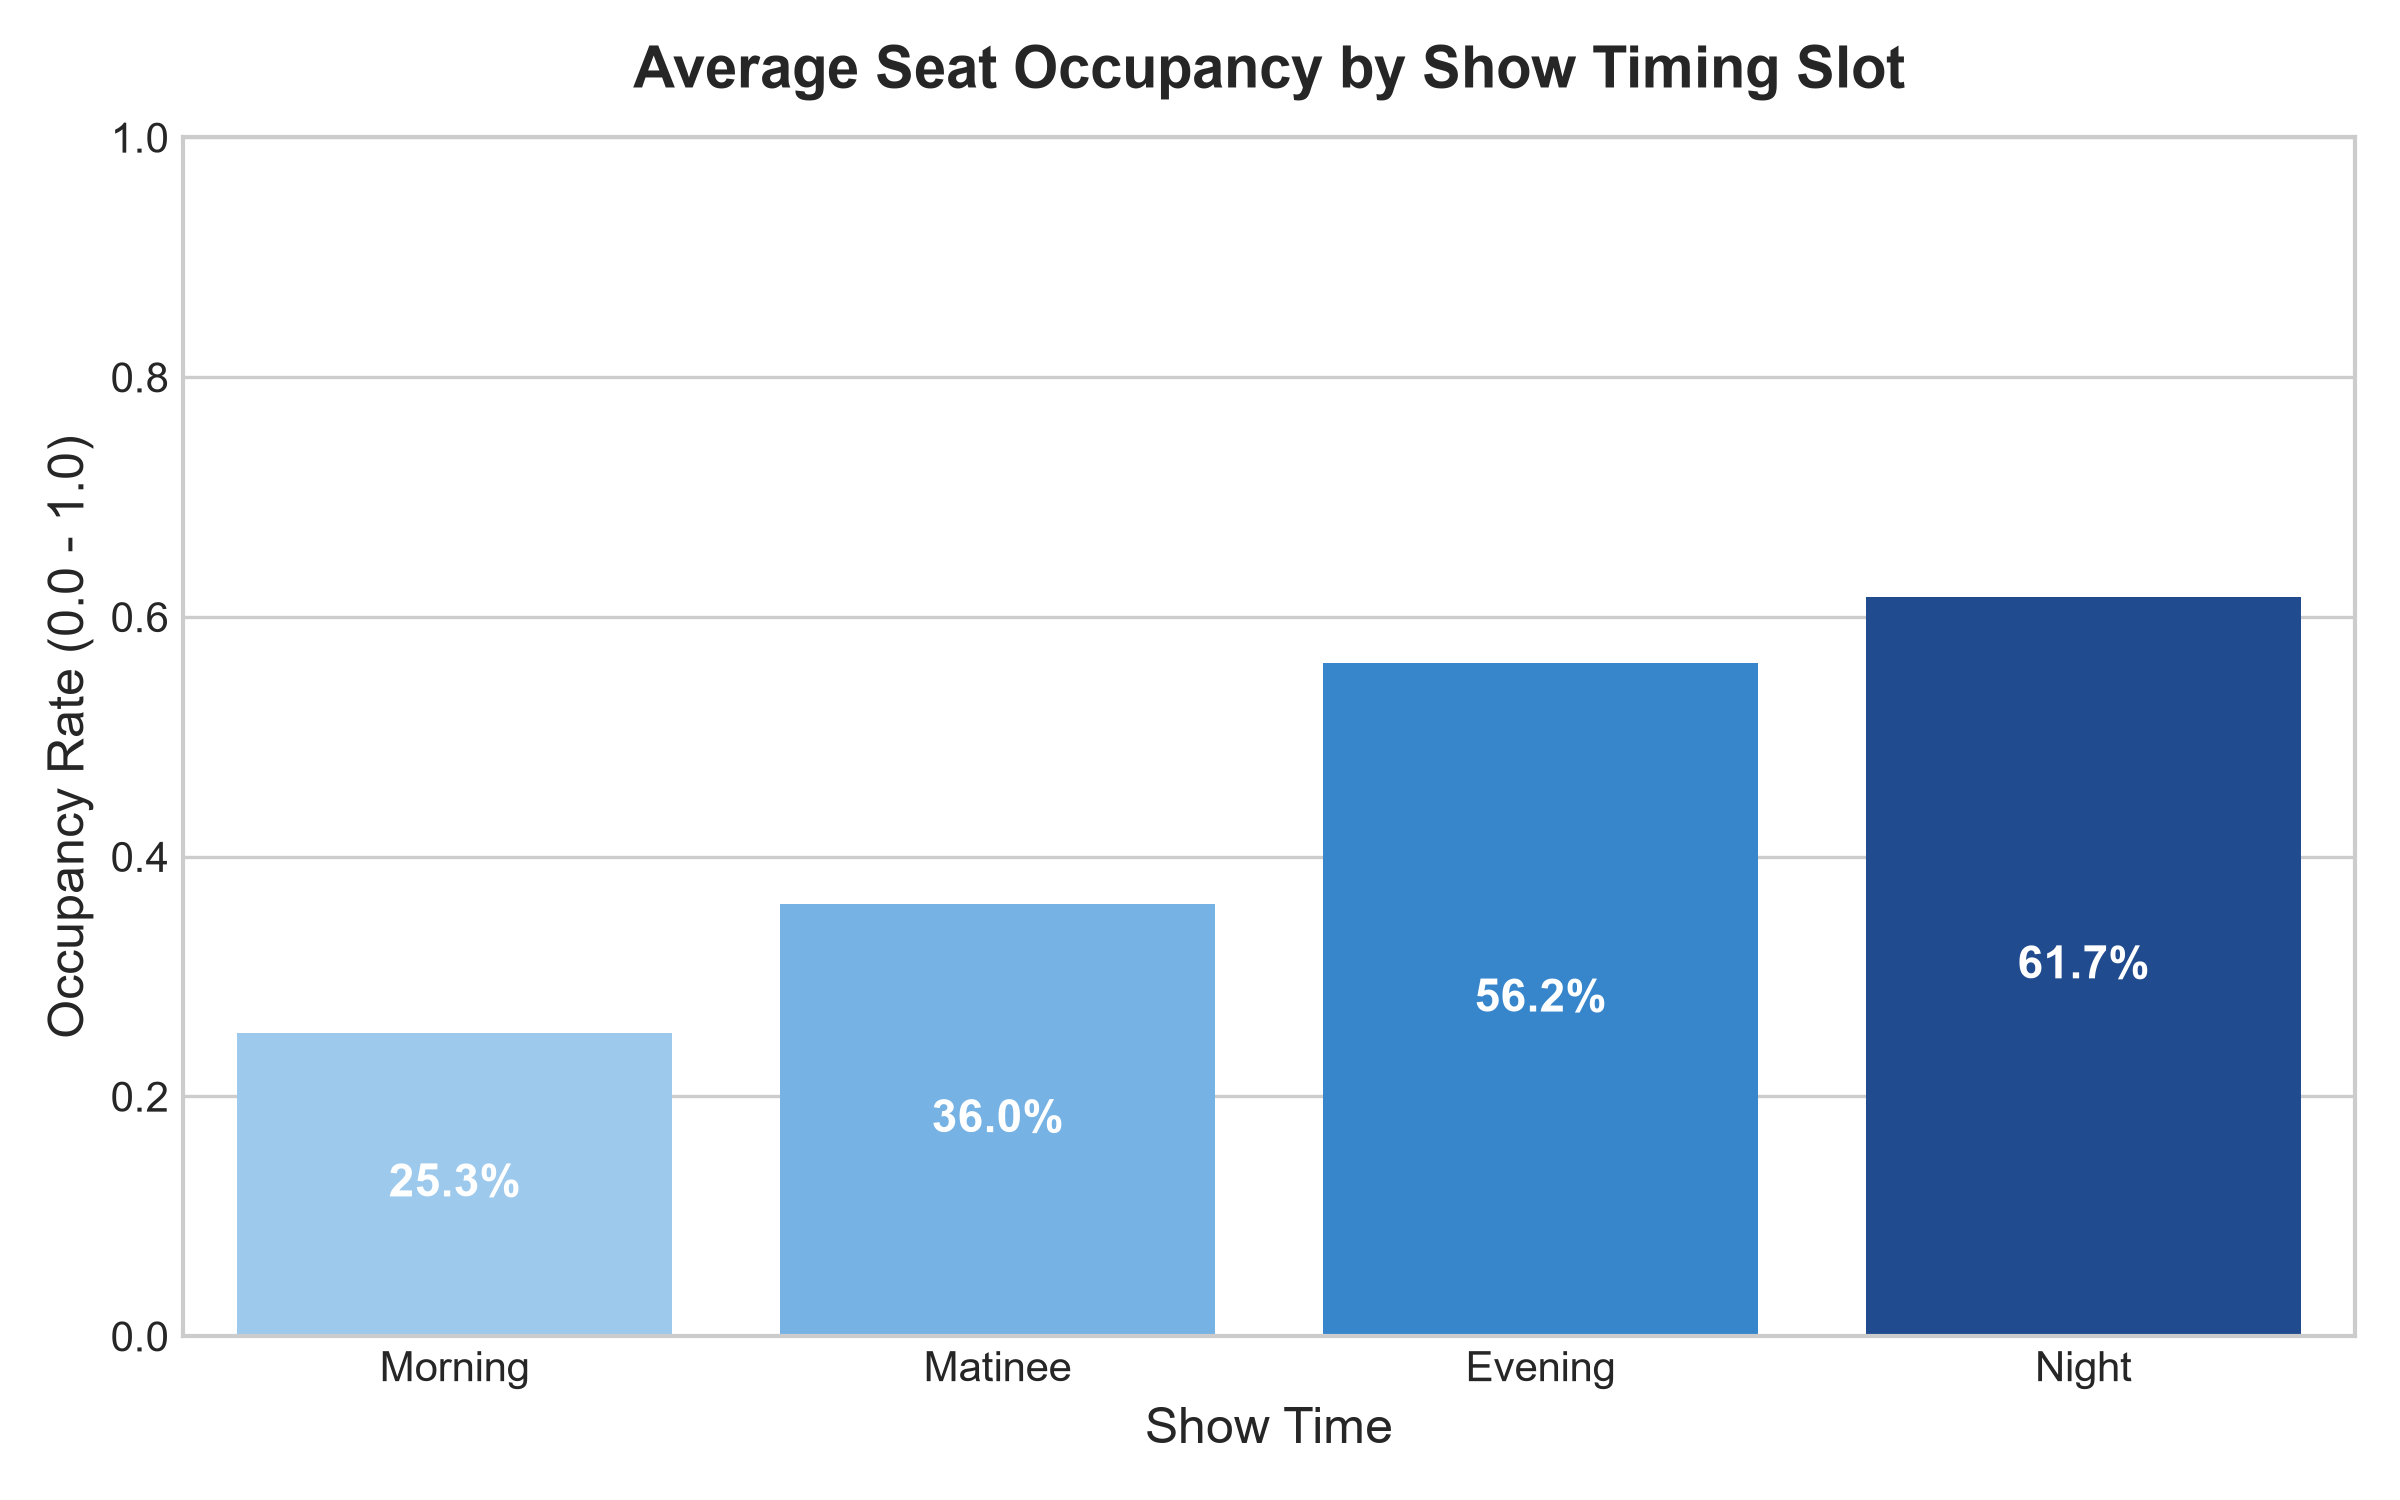 Average Seat Occupancy by Show Timing Slot
Occupancy Rate (0.0 - 1.0)
1.0
0.8
0.6
0.4
0.2
0.0
25.3%
36.0%
56.2%
61.7%
Morning
Matinee
Evening
Night
Show Time